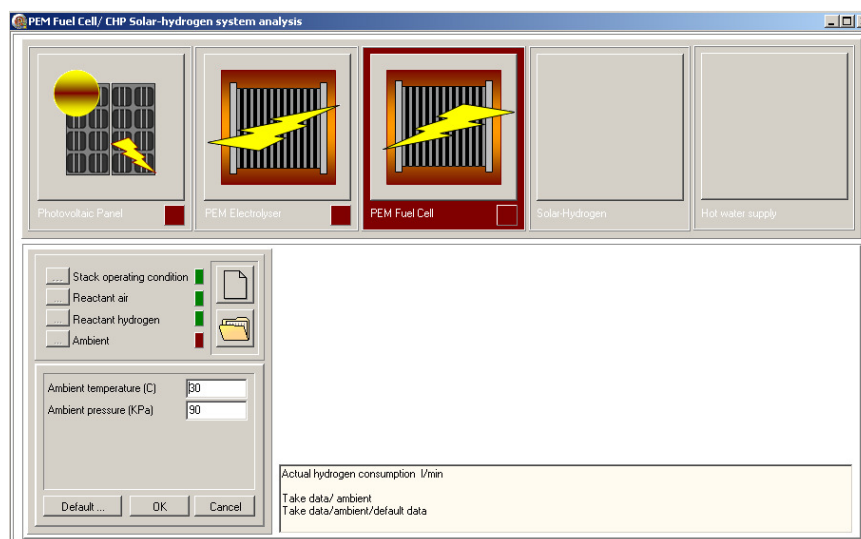 PEM Fuel Cell/ CHP Solar-hydrogen system analysis
Photovoltaic Panel
PEM Electrolyser
PEM Fuel Cell
Solar-Hydrogen
Hot water supply
... Stack operating condition
... Reactant air
... Reactant hydrogen
... Ambient
Ambient temperature (C) 30
Ambient pressure (KPa) 90
Default ... OK Cancel
Actual hydrogen consumption l/min
Take data/ ambient
Take data/ambient/default data